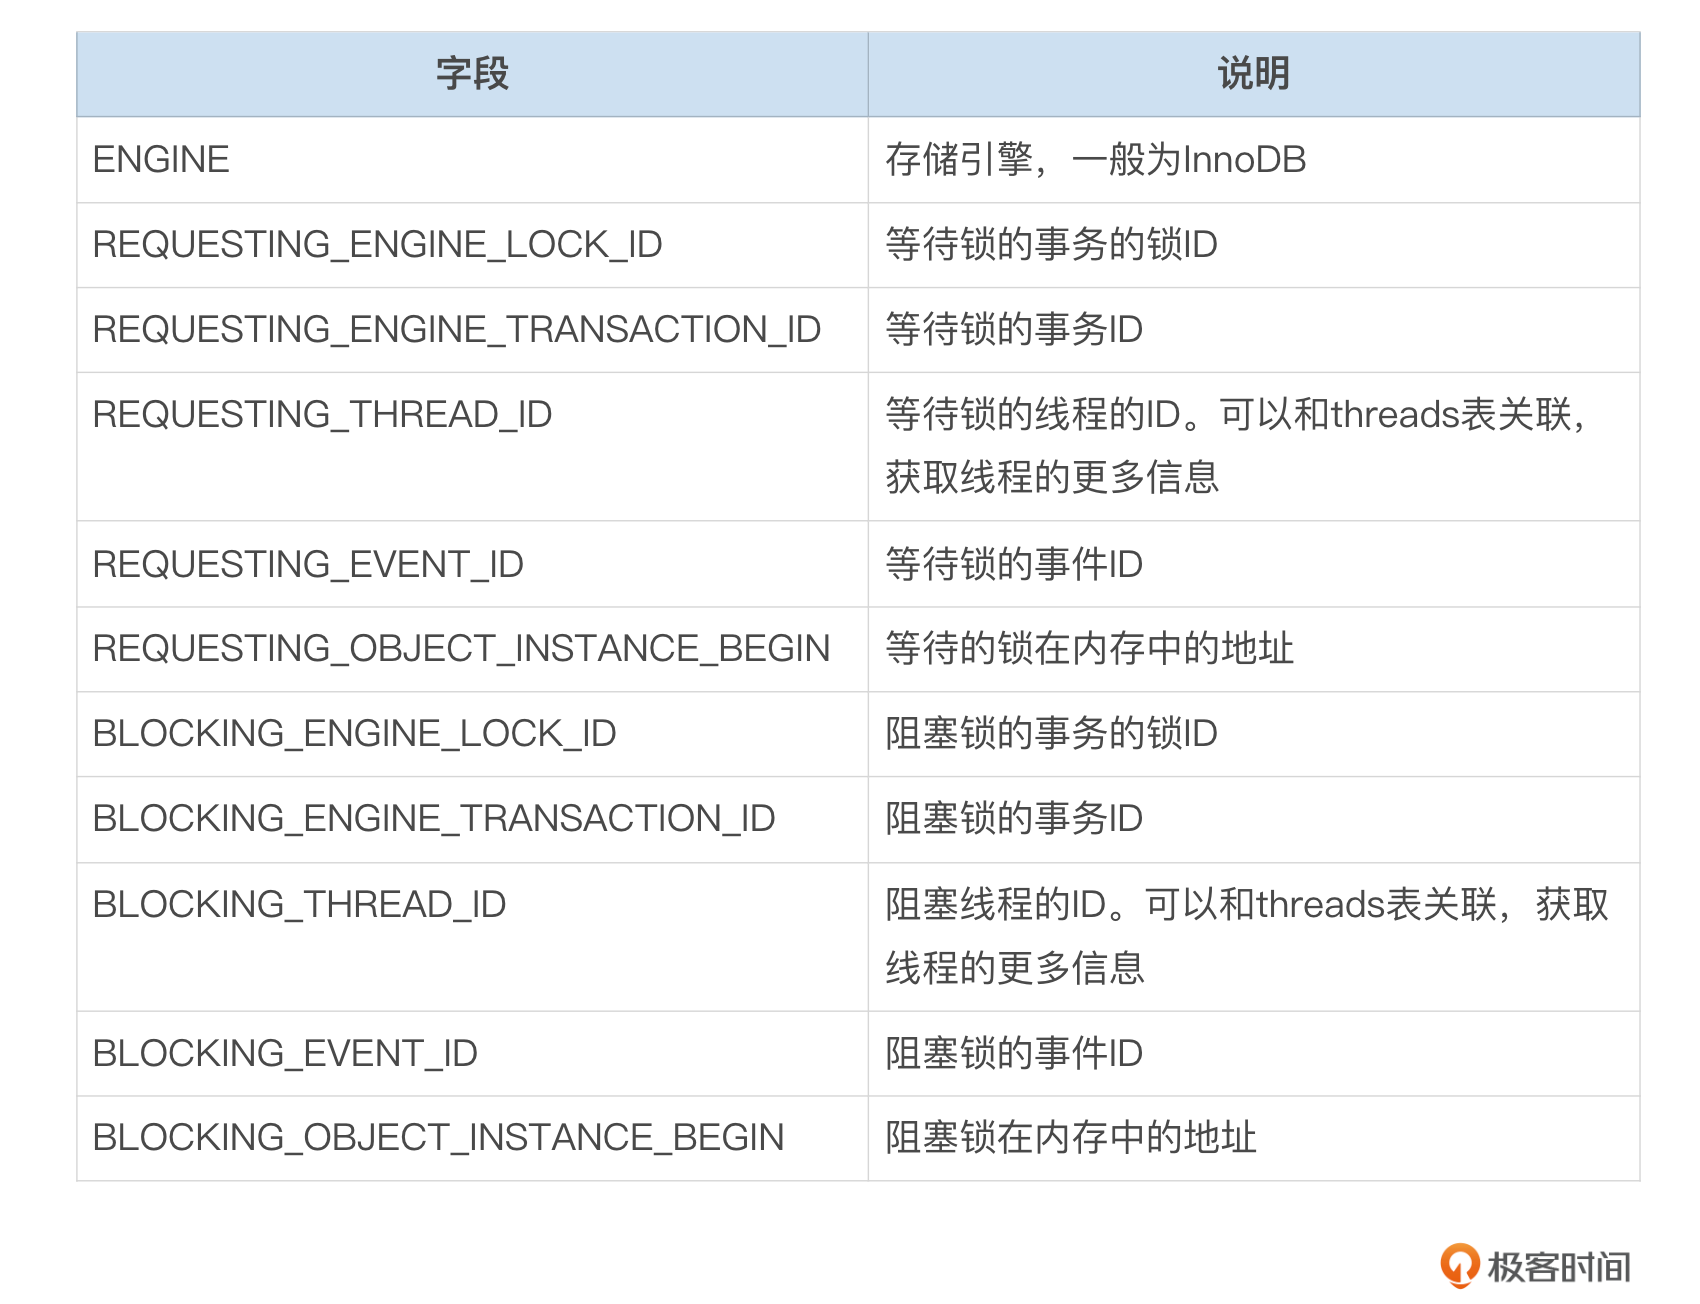 字段 说明
ENGINE 存储引擎，一般为InnoDB
REQUESTING_ENGINE_LOCK_ID 等待锁的事务的锁ID
REQUESTING_ENGINE_TRANSACTION_ID 等待锁的事务ID
REQUESTING_THREAD_ID 等待锁的线程的ID。可以和threads表关联，
获取线程的更多信息
REQUESTING_EVENT_ID 等待锁的事件ID
REQUESTING_OBJECT_INSTANCE_BEGIN 等待的锁在内存中的地址
BLOCKING_ENGINE_LOCK_ID 阻塞锁的事务的锁ID
BLOCKING_ENGINE_TRANSACTION_ID 阻塞锁的事务ID
BLOCKING_THREAD_ID 阻塞线程的ID。可以和threads表关联，获取
线程的更多信息
BLOCKING_EVENT_ID 阻塞锁的事件ID
BLOCKING_OBJECT_INSTANCE_BEGIN 阻塞锁在内存中的地址
极客时间